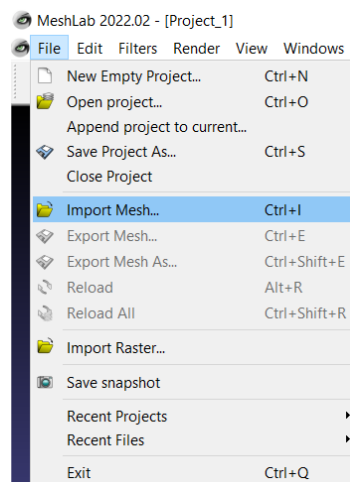 MeshLab 2022.02 - [Project_1]
File Edit Filters Render View Windows
New Empty Project... Ctrl+N
Open project... Ctrl+O
Append project to current...
Save Project As... Ctrl+S
Close Project
Import Mesh... Ctrl+I
Export Mesh... Ctrl+E
Export Mesh As... Ctrl+Shift+E
Reload Alt+R
Reload All Ctrl+Shift+R
Import Raster...
Save snapshot
Recent Projects
Recent Files
Exit Ctrl+Q